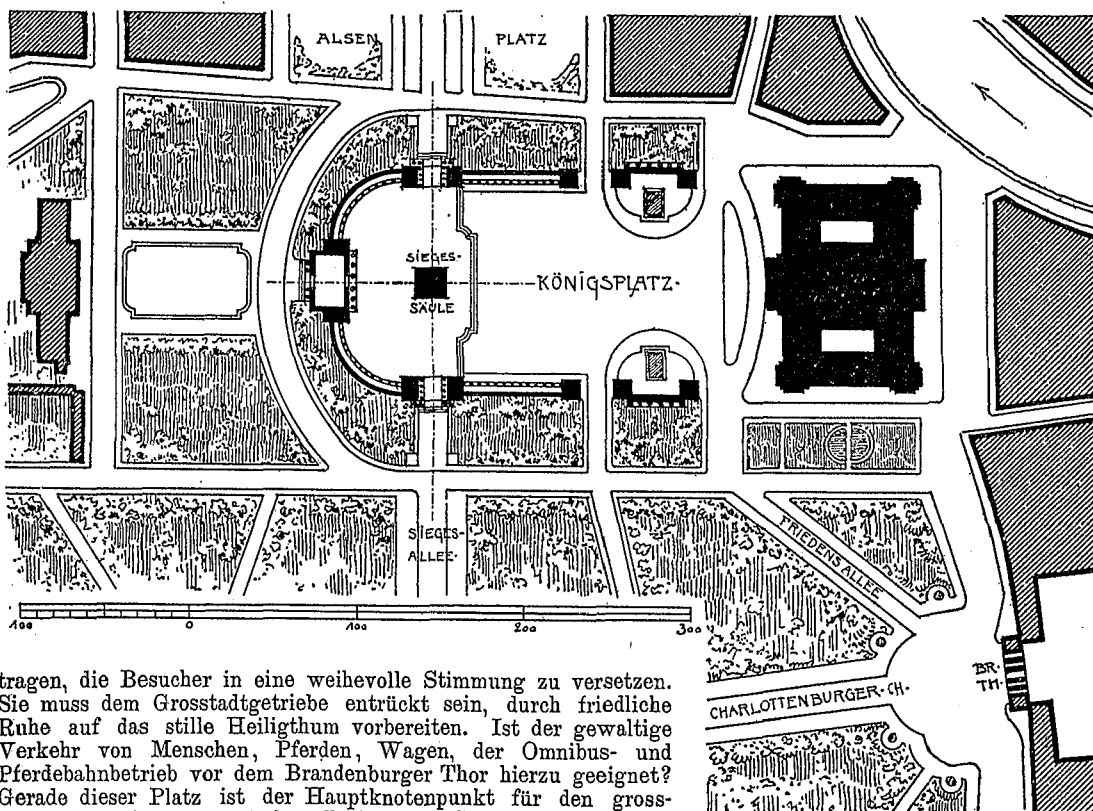 ALSEN PLATZ
SIEGES-
SÄULE
KÖNIGSPLATZ.
SIEGES-
ALLEE.
FRIEDENS ALLEE
100 0 100 200 300
BR.
TH.
CHARLOTTENBURGER-CH.
tragen, die Besucher in eine weihevolle Stimmung zu versetzen.
Sie muss dem Grosstadtgetriebe entrückt sein, durch friedliche
Ruhe auf das stille Heiligthum vorbereiten. Ist der gewaltige
Verkehr von Menschen, Pferden, Wagen, der Omnibus- und
Pferdebahnbetrieb vor dem Brandenburger Thor hierzu geeignet?
Gerade dieser Platz ist der Hauptknotenpunkt für den gross-